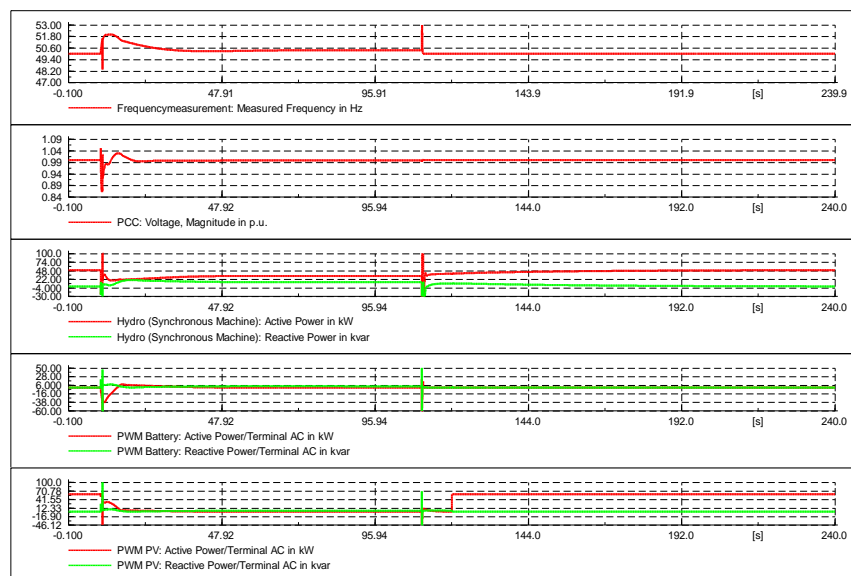 53.00
51.80
50.60
49.40
48.20
47.00
-0.100 47.91 95.91 143.9 191.9 [s] 239.9
Frequencymeasurement: Measured Frequency in Hz
1.09
1.04
0.99
0.94
0.89
0.84
-0.100 47.92 95.94 144.0 192.0 [s] 240.0
PCC: Voltage, Magnitude in p.u.
100.0
74.00
48.00
22.00
-4.000
-30.00
-0.100 47.92 95.94 144.0 192.0 [s] 240.0
Hydro (Synchronous Machine): Active Power in kW
Hydro (Synchronous Machine): Reactive Power in kvar
50.00
28.00
6.000
-16.00
-38.00
-60.00
-0.100 47.92 95.94 144.0 192.0 [s] 240.0
PWM Battery: Active Power/Terminal AC in kW
PWM Battery: Reactive Power/Terminal AC in kvar
100.0
70.78
41.55
12.33
-16.90
-46.12
-0.100 47.92 95.94 144.0 192.0 [s] 240.0
PWM PV: Active Power/Terminal AC in kW
PWM PV: Reactive Power/Terminal AC in kvar